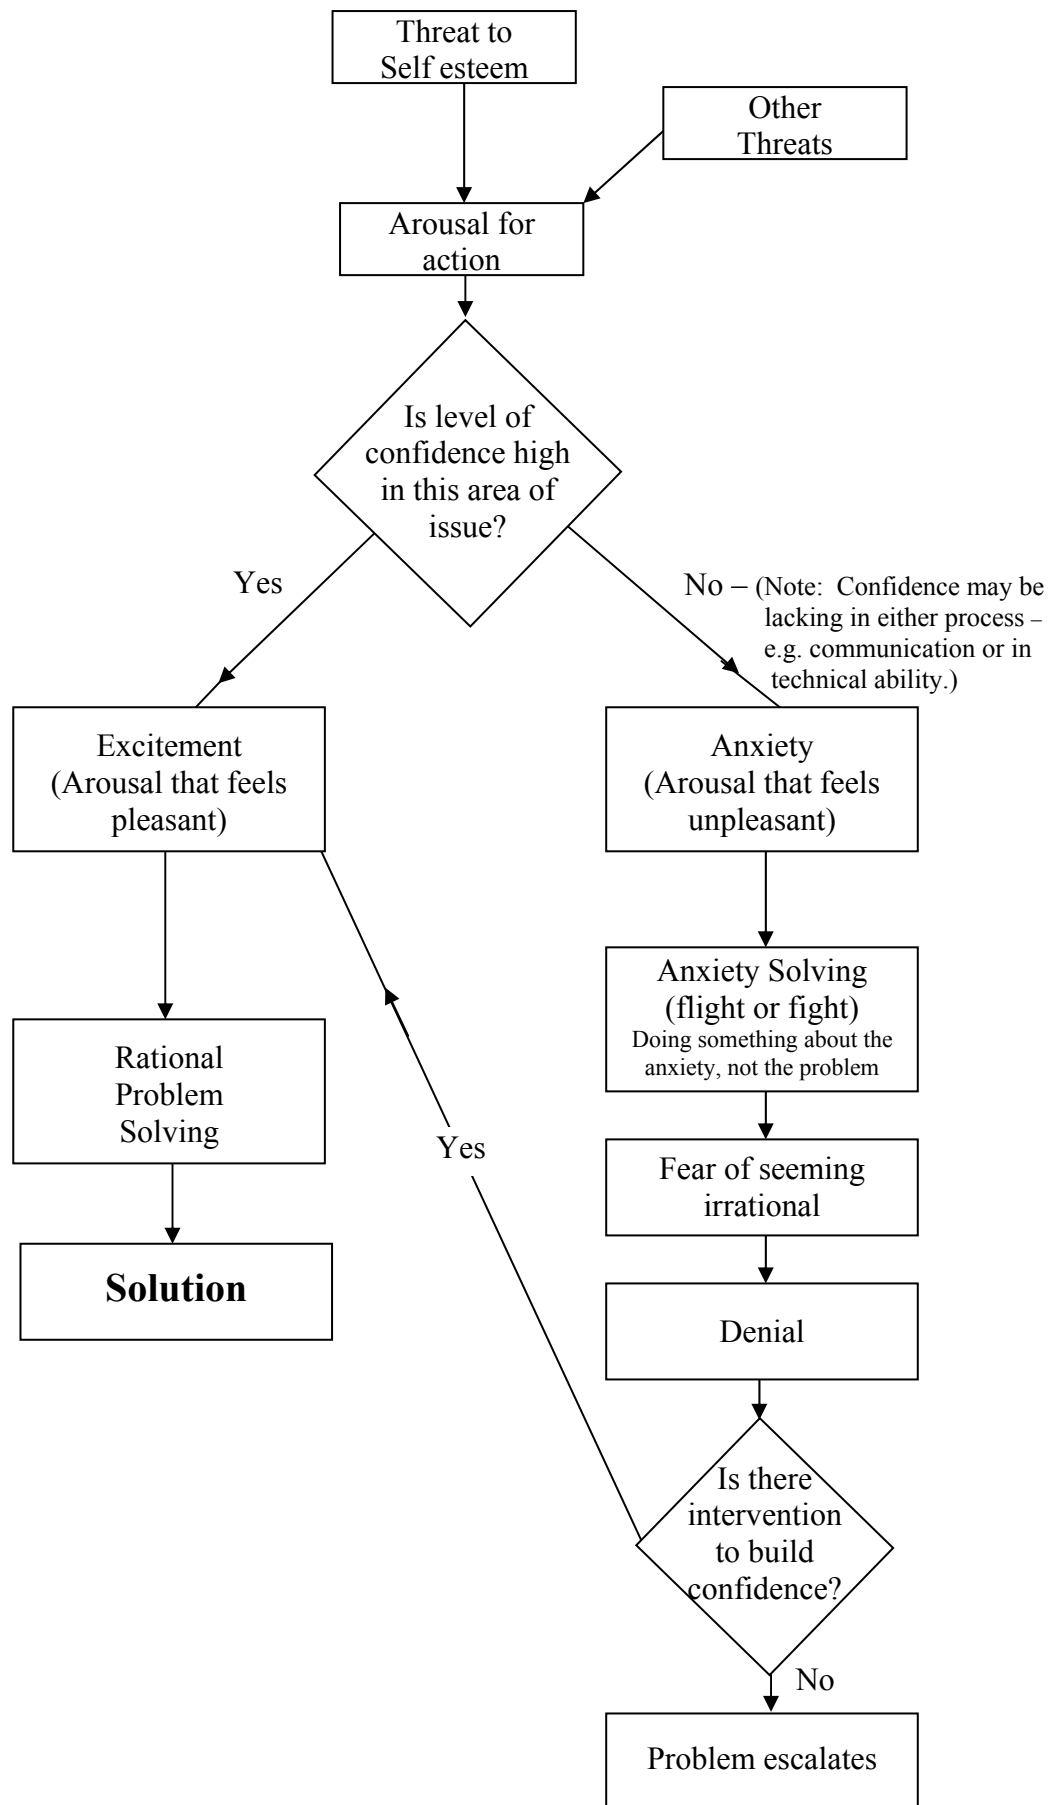 Threat to
Self esteem
Other
Threats
Arousal for
action
Is level of
confidence high
in this area of
issue?
Yes
No – (Note:  Confidence may be
lacking in either process –
e.g. communication or in
technical ability.)
Excitement
(Arousal that feels
pleasant)
Anxiety
(Arousal that feels
unpleasant)
Anxiety Solving
(flight or fight)
Doing something about the
anxiety, not the problem
Rational
Problem
Solving
Yes
Fear of seeming
irrational
Solution
Denial
Is there
intervention
to build
confidence?
No
Problem escalates